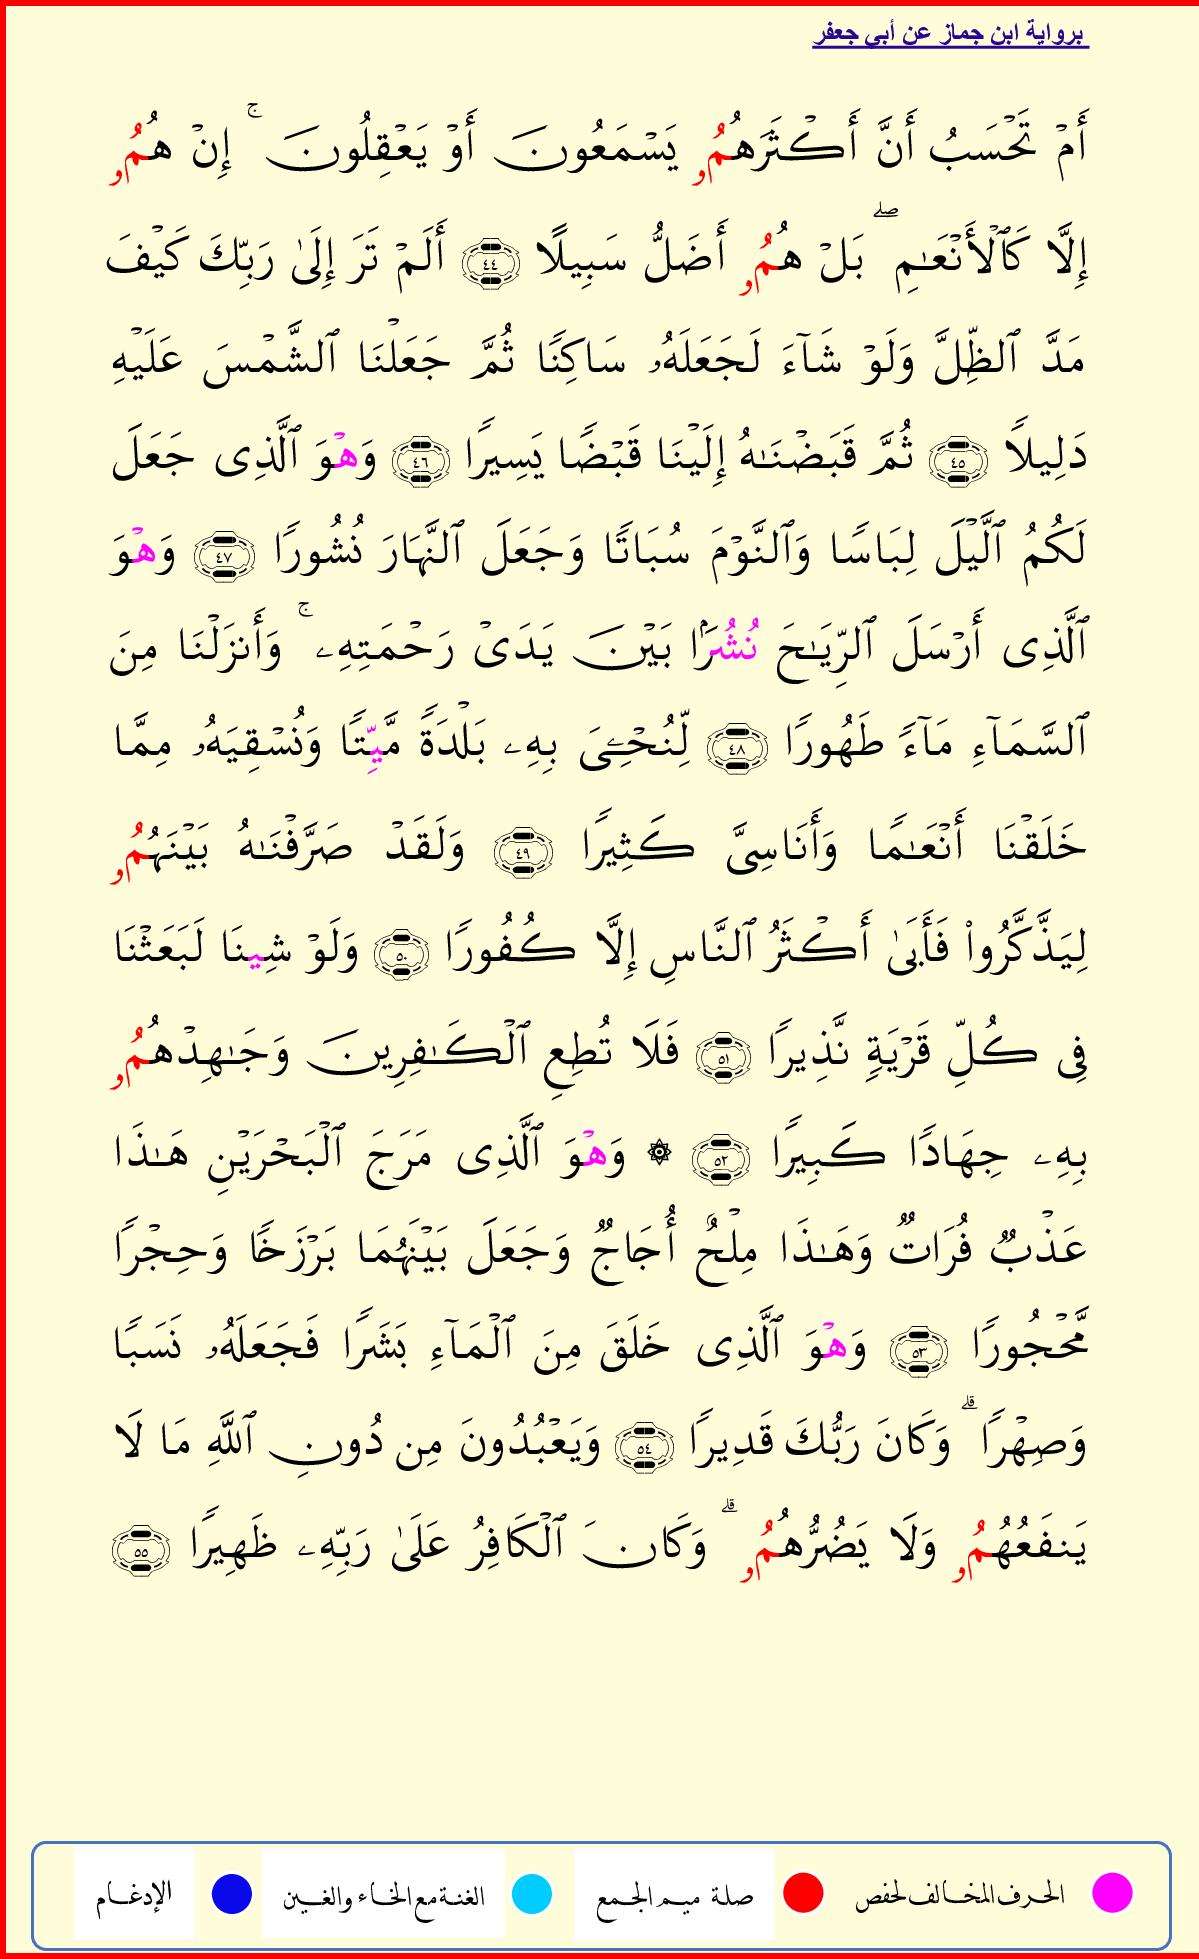 برواية ابن جماز عن أبي جعفر
أَمْ تَحْسَبُ أَنَّ أَكْثَرَهُمُۥ يَسْمَعُونَ أَوْ يَعْقِلُونَ ۚ إِنْ هُمُۥ
إِلَّا كَٱلْأَنْعَـٰمِ ۖ بَلْ هُمُۥ أَضَلُّ سَبِيلًا ٤٤ أَلَمْ تَرَ إِلَىٰ رَبِّكَ كَيْفَ
مَدَّ ٱلظِّلَّ وَلَوْ شَآءَ لَجَعَلَهُۥ سَاكِنًا ثُمَّ جَعَلْنَا ٱلشَّمْسَ عَلَيْهِ
دَلِيلًا ٤٥ ثُمَّ قَبَضْنَـٰهُ إِلَيْنَا قَبْضًا يَسِيرًا ٤٦ وَهْوَ ٱلَّذِى جَعَلَ
لَكُمُ ٱلَّيْلَ لِبَاسًا وَٱلنَّوْمَ سُبَاتًا وَجَعَلَ ٱلنَّهَارَ نُشُورًا ٤٧ وَهْوَ
ٱلَّذِى أَرْسَلَ ٱلرِّيَـٰحَ نُشُرَۢا بَيْنَ يَدَىْ رَحْمَتِهِۦ ۚ وَأَنزَلْنَا مِنَ
ٱلسَّمَآءِ مَآءً طَهُورًا ٤٨ لِّنُحْـِۧىَ بِهِۦ بَلْدَةً مَّيِّتًا وَنُسْقِيَهُۥ مِمَّا
خَلَقْنَا أَنْعَـٰمًا وَأَنَاسِىَّ كَثِيرًا ٤٩ وَلَقَدْ صَرَّفْنَـٰهُ بَيْنَهُمُۥ
لِيَذَّكَّرُوا۟ فَأَبَىٰ أَكْثَرُ ٱلنَّاسِ إِلَّا كُفُورًا ٥٠ وَلَوْ شِينَا لَبَعَثْنَا
فِى كُلِّ قَرْيَةٍ نَّذِيرًا ٥١ فَلَا تُطِعِ ٱلْكَـٰفِرِينَ وَجَـٰهِدْهُمُۥ
بِهِۦ جِهَادًا كَبِيرًا ٥٢ ۞ وَهْوَ ٱلَّذِى مَرَجَ ٱلْبَحْرَيْنِ هَـٰذَا
عَذْبٌ فُرَاتٌ وَهَـٰذَا مِلْحٌ أُجَاجٌ وَجَعَلَ بَيْنَهُمَا بَرْزَخًا وَحِجْرًا
مَّحْجُورًا ٥٣ وَهْوَ ٱلَّذِى خَلَقَ مِنَ ٱلْمَآءِ بَشَرًا فَجَعَلَهُۥ نَسَبًا
وَصِهْرًا ۗ وَكَانَ رَبُّكَ قَدِيرًا ٥٤ وَيَعْبُدُونَ مِن دُونِ ٱللَّهِ مَا لَا
يَنفَعُهُمُۥ وَلَا يَضُرُّهُمُۥ ۗ وَكَانَ ٱلْكَافِرُ عَلَىٰ رَبِّهِۦ ظَهِيرًا ٥٥
الحرف المخالف لحفص صلة ميم الجمع الغنة مع الخاء والغين الإدغام